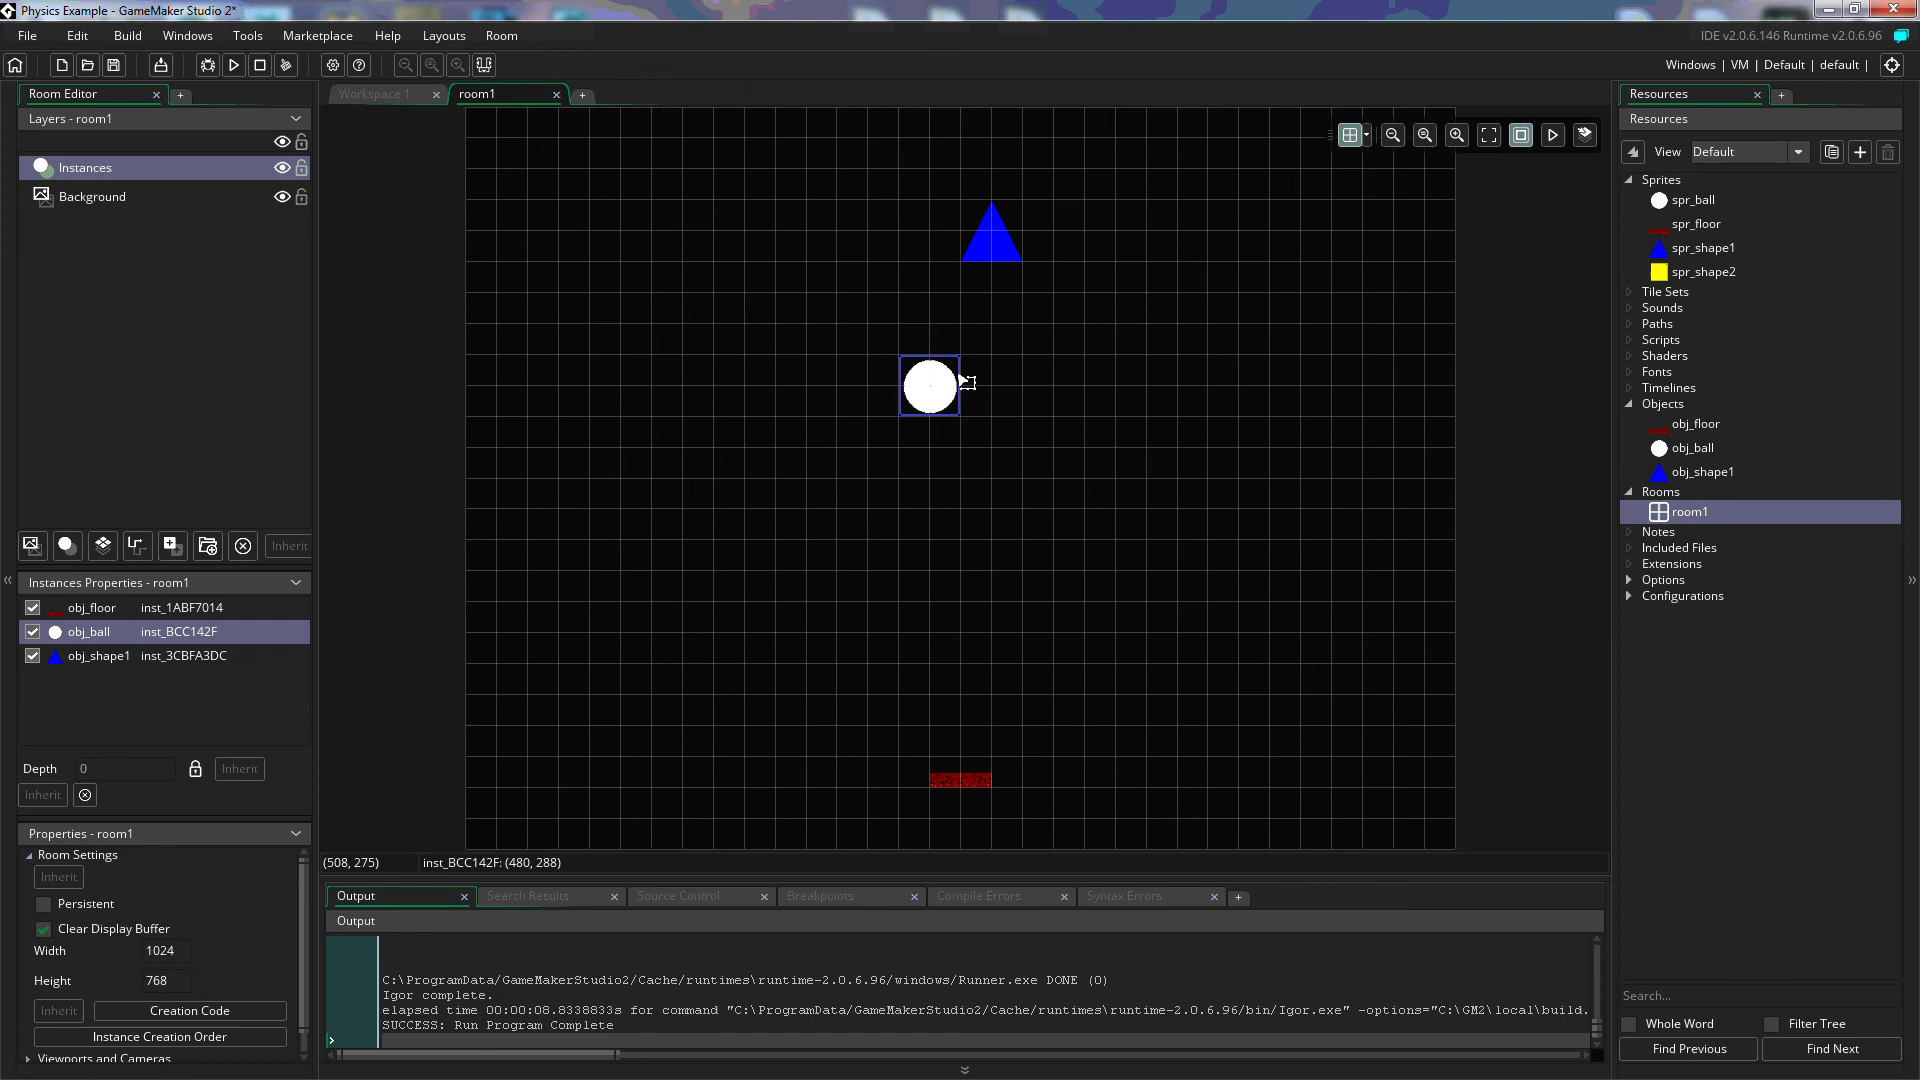 Physics Example - GameMaker Studio 2*
File Edit Build Windows Tools Marketplace Help Layouts Room
IDE v2.0.6.146 Runtime v2.0.6.96
Windows | VM | Default | default |
Room Editor
Layers - room1
Instances
Background
Inherit
Instances Properties - room1
obj_floor inst_1ABF7014
obj_ball inst_BCC142F
obj_shape1 inst_3CBFA3DC
Depth 0 Inherit
Inherit
Properties - room1
Room Settings
Inherit
Persistent
Clear Display Buffer
Width 1024
Height 768
Inherit Creation Code
Instance Creation Order
Viewports and Cameras
Workspace 1 room1
(508, 275) inst_BCC142F: (480, 288)
Output Search Results Source Control Breakpoints Compile Errors Syntax Errors
Output
C:\ProgramData/GameMakerStudio2/Cache/runtimes\runtime-2.0.6.96/windows/Runner.exe DONE (0)
Igor complete.
elapsed time 00:00:08.8338833s for command "C:\ProgramData/GameMakerStudio2/Cache/runtimes\runtime-2.0.6.96/bin/Igor.exe" -options="C:\GM2\local\build.
SUCCESS: Run Program Complete
Resources
Resources
View Default
Sprites
spr_ball
spr_floor
spr_shape1
spr_shape2
Tile Sets
Sounds
Paths
Scripts
Shaders
Fonts
Timelines
Objects
obj_floor
obj_ball
obj_shape1
Rooms
room1
Notes
Included Files
Extensions
Options
Configurations
Search...
Whole Word Filter Tree
Find Previous Find Next